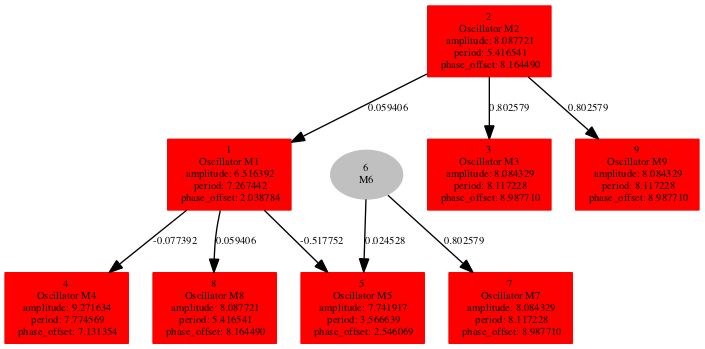 2
Oscillator M2
amplitude: 8.087721
period: 5.416541
phase_offset: 8.164490
0.059406
0.802579
0.802579
1
Oscillator M1
amplitude: 6.516392
period: 7.267442
phase_offset: 2.038784
6
M6
3
Oscillator M3
amplitude: 8.084329
period: 8.117228
phase_offset: 8.987710
9
Oscillator M9
amplitude: 8.084329
period: 8.117228
phase_offset: 8.987710
-0.077392
0.059406
-0.517752
0.024528
0.802579
4
Oscillator M4
amplitude: 9.271634
period: 7.774569
phase_offset: 7.131354
8
Oscillator M8
amplitude: 8.087721
period: 5.416541
phase_offset: 8.164490
5
Oscillator M5
amplitude: 7.741917
period: 3.566639
phase_offset: 2.546069
7
Oscillator M7
amplitude: 8.084329
period: 8.117228
phase_offset: 8.987710